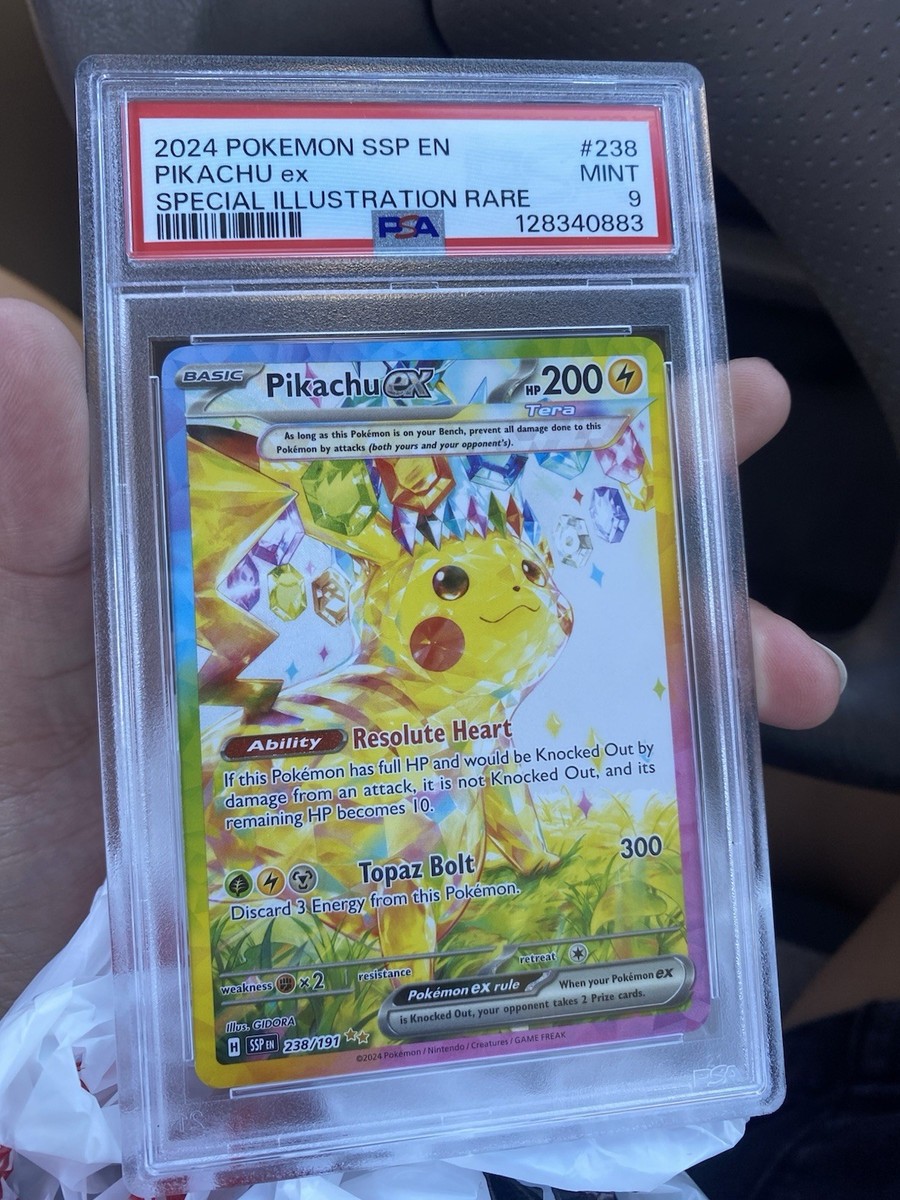 2024 POKEMON SSP EN #238
PIKACHU ex MINT
SPECIAL ILLUSTRATION RARE 9
PSA 128340883
BASIC Pikachu ex HP 200
Tera
As long as this Pokémon is on your Bench, prevent all damage done to this
Pokémon by attacks (both yours and your opponent's).
Ability Resolute Heart
If this Pokémon has full HP and would be Knocked Out by
damage from an attack, it is not Knocked Out, and its
remaining HP becomes 10.
Topaz Bolt 300
Discard 3 Energy from this Pokémon.
weakness ×2 resistance retreat
Pokémon ex rule When your Pokémon ex
is Knocked Out, your opponent takes 2 Prize cards.
Illus. GIDORA
H SSP EN 238/191
©2024 Pokémon / Nintendo / Creatures / GAME FREAK
PSA